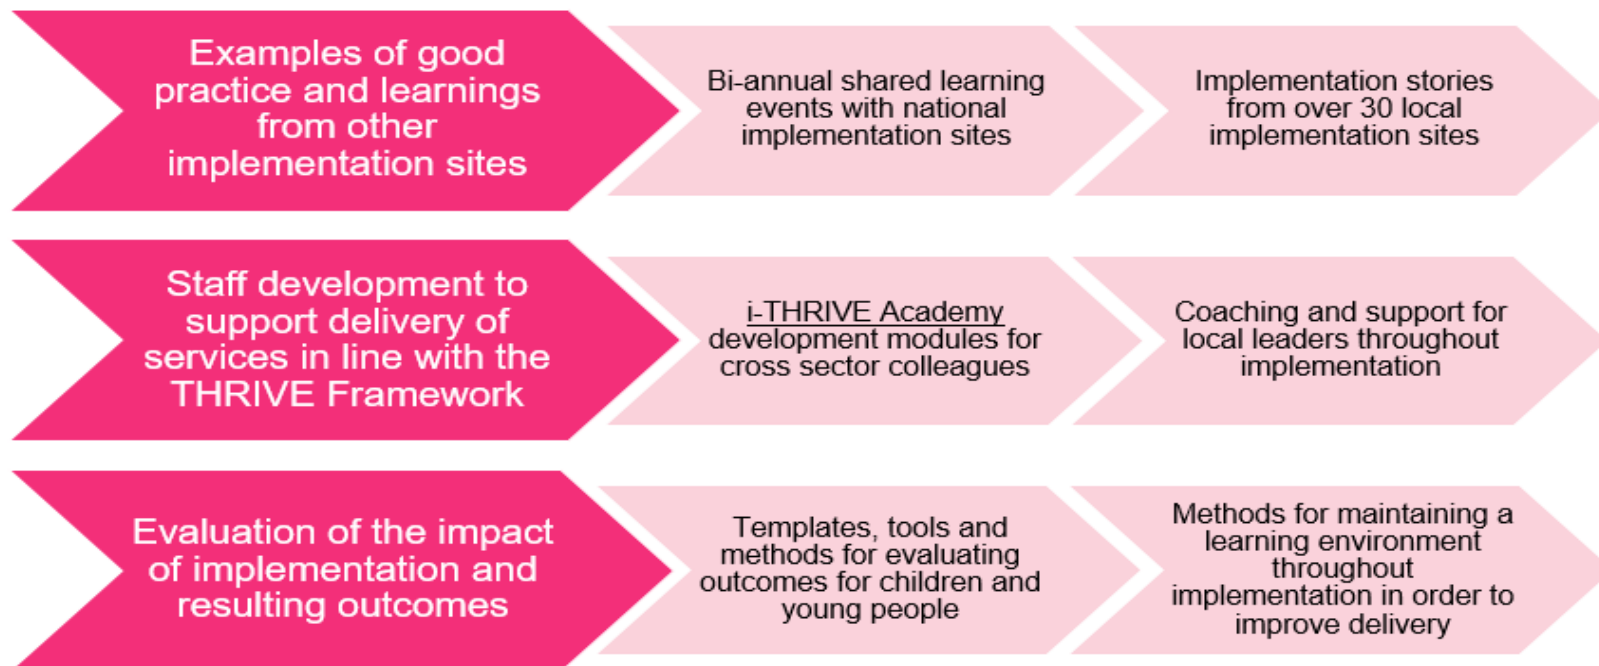 Examples of good
practice and learnings
from other
implementation sites
Bi-annual shared learning
events with national
implementation sites
Implementation stories
from over 30 local
implementation sites
Staff development to
support delivery of
services in line with the
THRIVE Framework
i-THRIVE Academy
development modules for
cross sector colleagues
Coaching and support for
local leaders throughout
implementation
Evaluation of the impact
of implementation and
resulting outcomes
Templates, tools and
methods for evaluating
outcomes for children and
young people
Methods for maintaining a
learning environment
throughout
implementation in order to
improve delivery